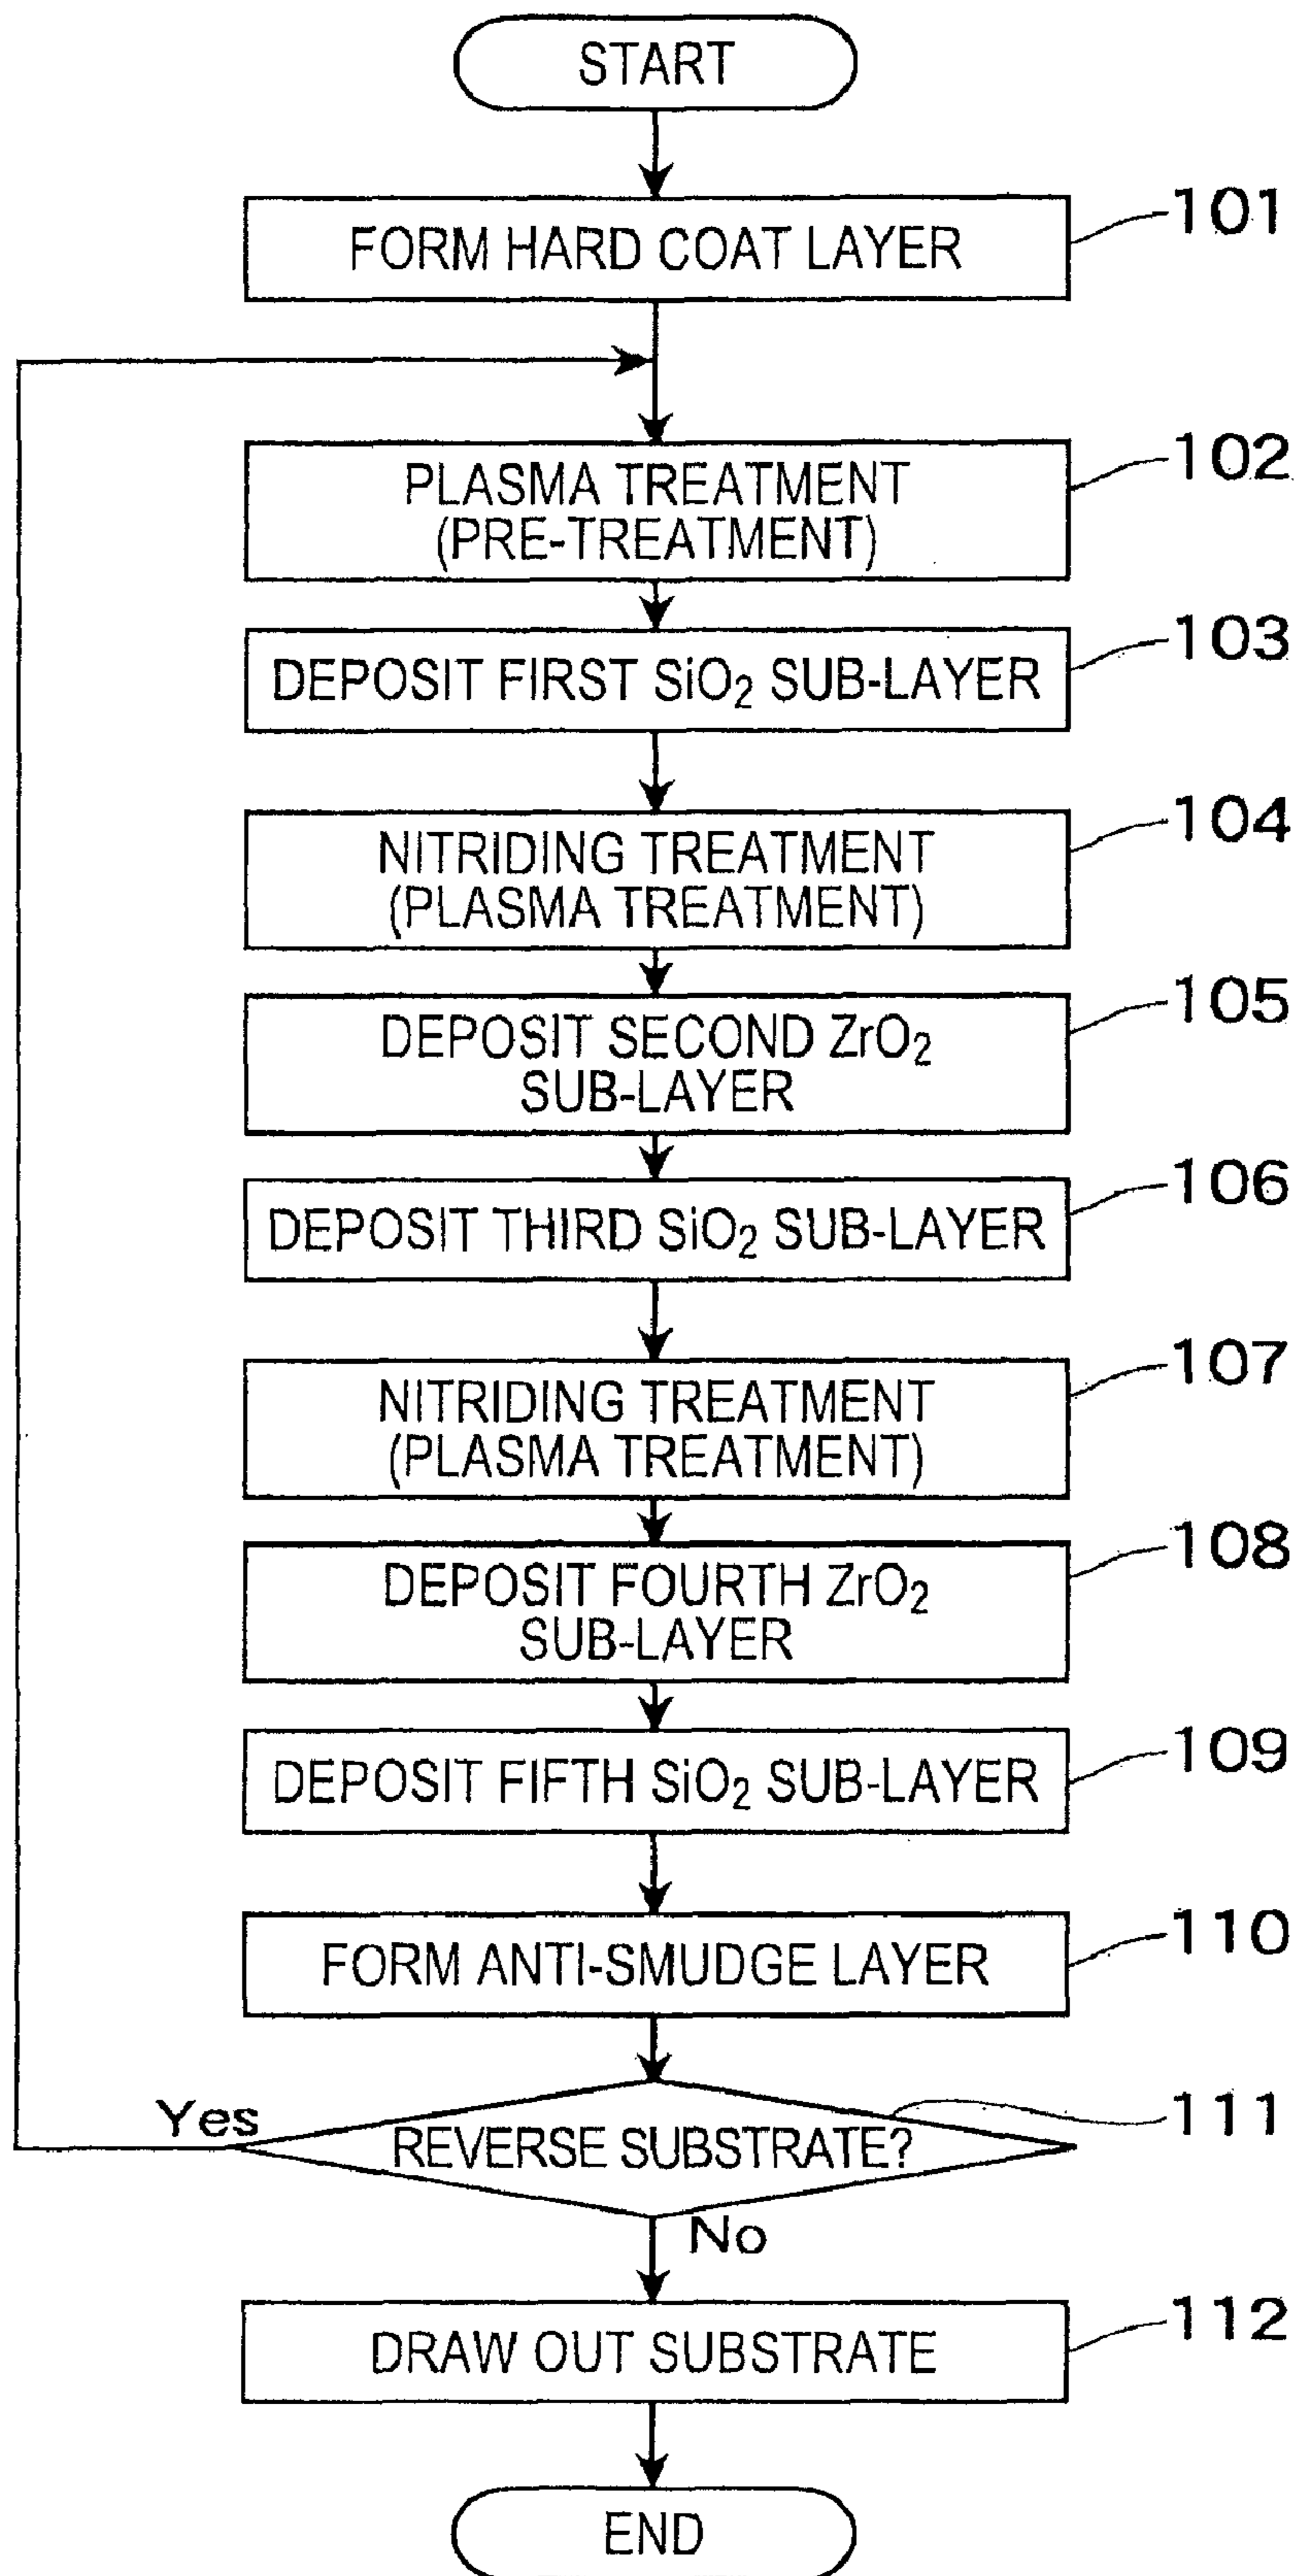 START
FORM HARD COAT LAYER
101
PLASMA TREATMENT
(PRE-TREATMENT)
102
DEPOSIT FIRST SiO₂ SUB-LAYER
103
NITRIDING TREATMENT
(PLASMA TREATMENT)
104
DEPOSIT SECOND ZrO₂
SUB-LAYER
105
DEPOSIT THIRD SiO₂ SUB-LAYER
106
NITRIDING TREATMENT
(PLASMA TREATMENT)
107
DEPOSIT FOURTH ZrO₂
SUB-LAYER
108
DEPOSIT FIFTH SiO₂ SUB-LAYER
109
FORM ANTI-SMUDGE LAYER
110
Yes
REVERSE SUBSTRATE?
111
No
DRAW OUT SUBSTRATE
112
END